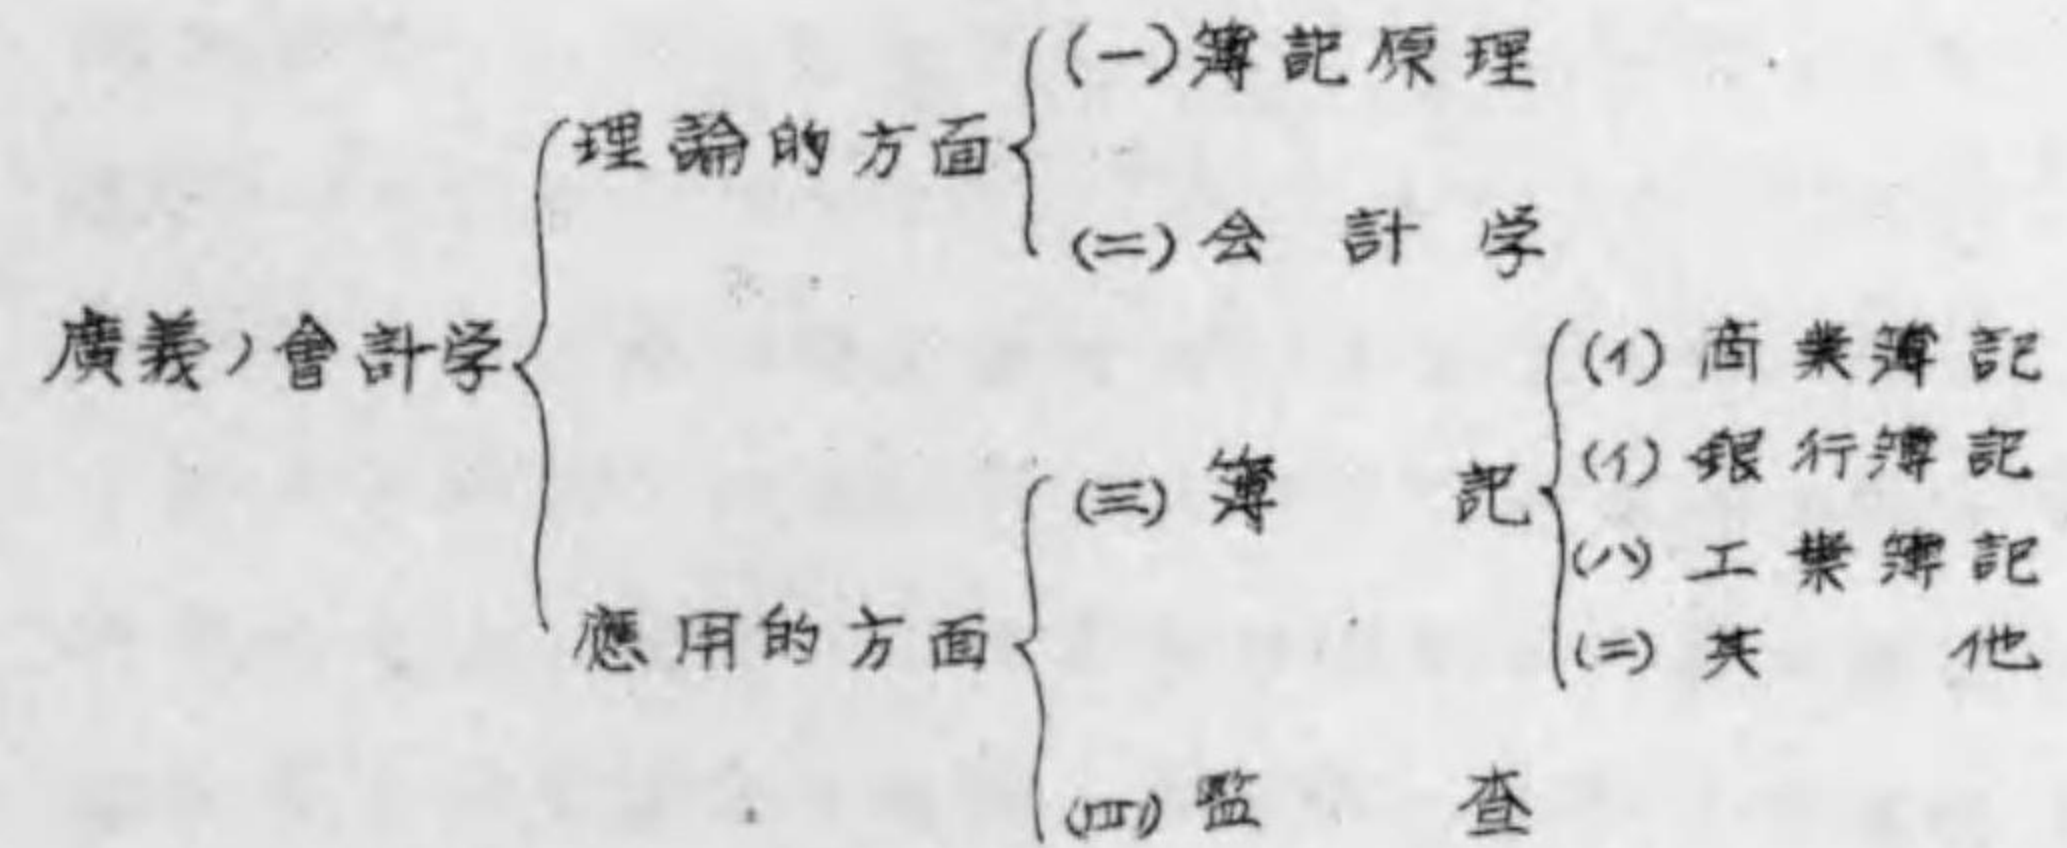 廣義ノ會計学
理論的方面
(一)簿記原理
(二)会計学
應用的方面
(三)簿記
(イ)商業簿記
(イ)銀行簿記
(ハ)工業簿記
(ニ)其他
(四)監査